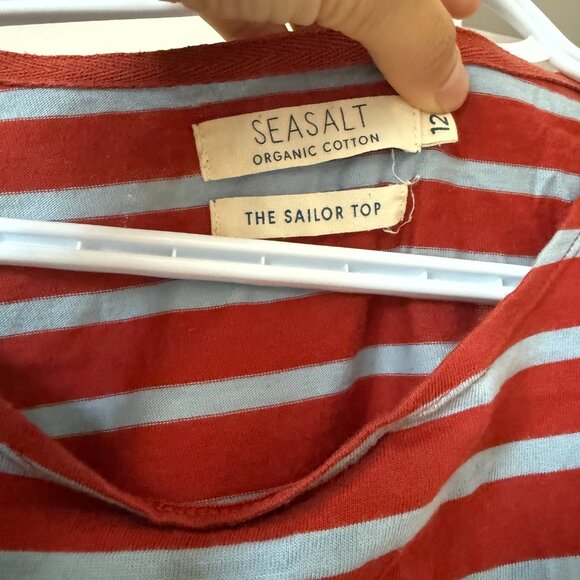 SEASALT
ORGANIC COTTON
12
THE SAILOR TOP